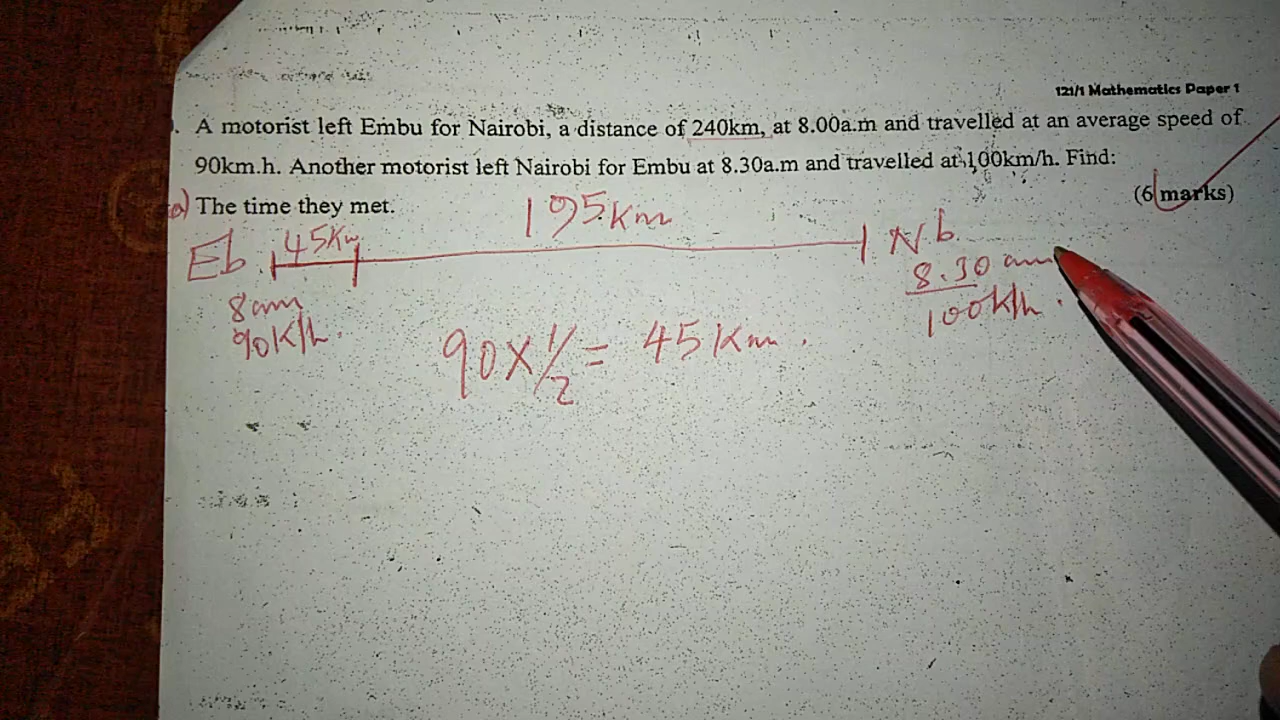 121/1 Mathematics Paper 1
. A motorist left Embu for Nairobi, a distance of 240km, at 8.00a.m and travelled at an average speed of
90km.h. Another motorist left Nairobi for Embu at 8.30a.m and travelled at 100km/h. Find:
(6 marks)
a) The time they met.
195Km
Eb 45Km Nb
8am 8.30 am
90K/h. 100K/h.
90 X 1/2 = 45 Km.